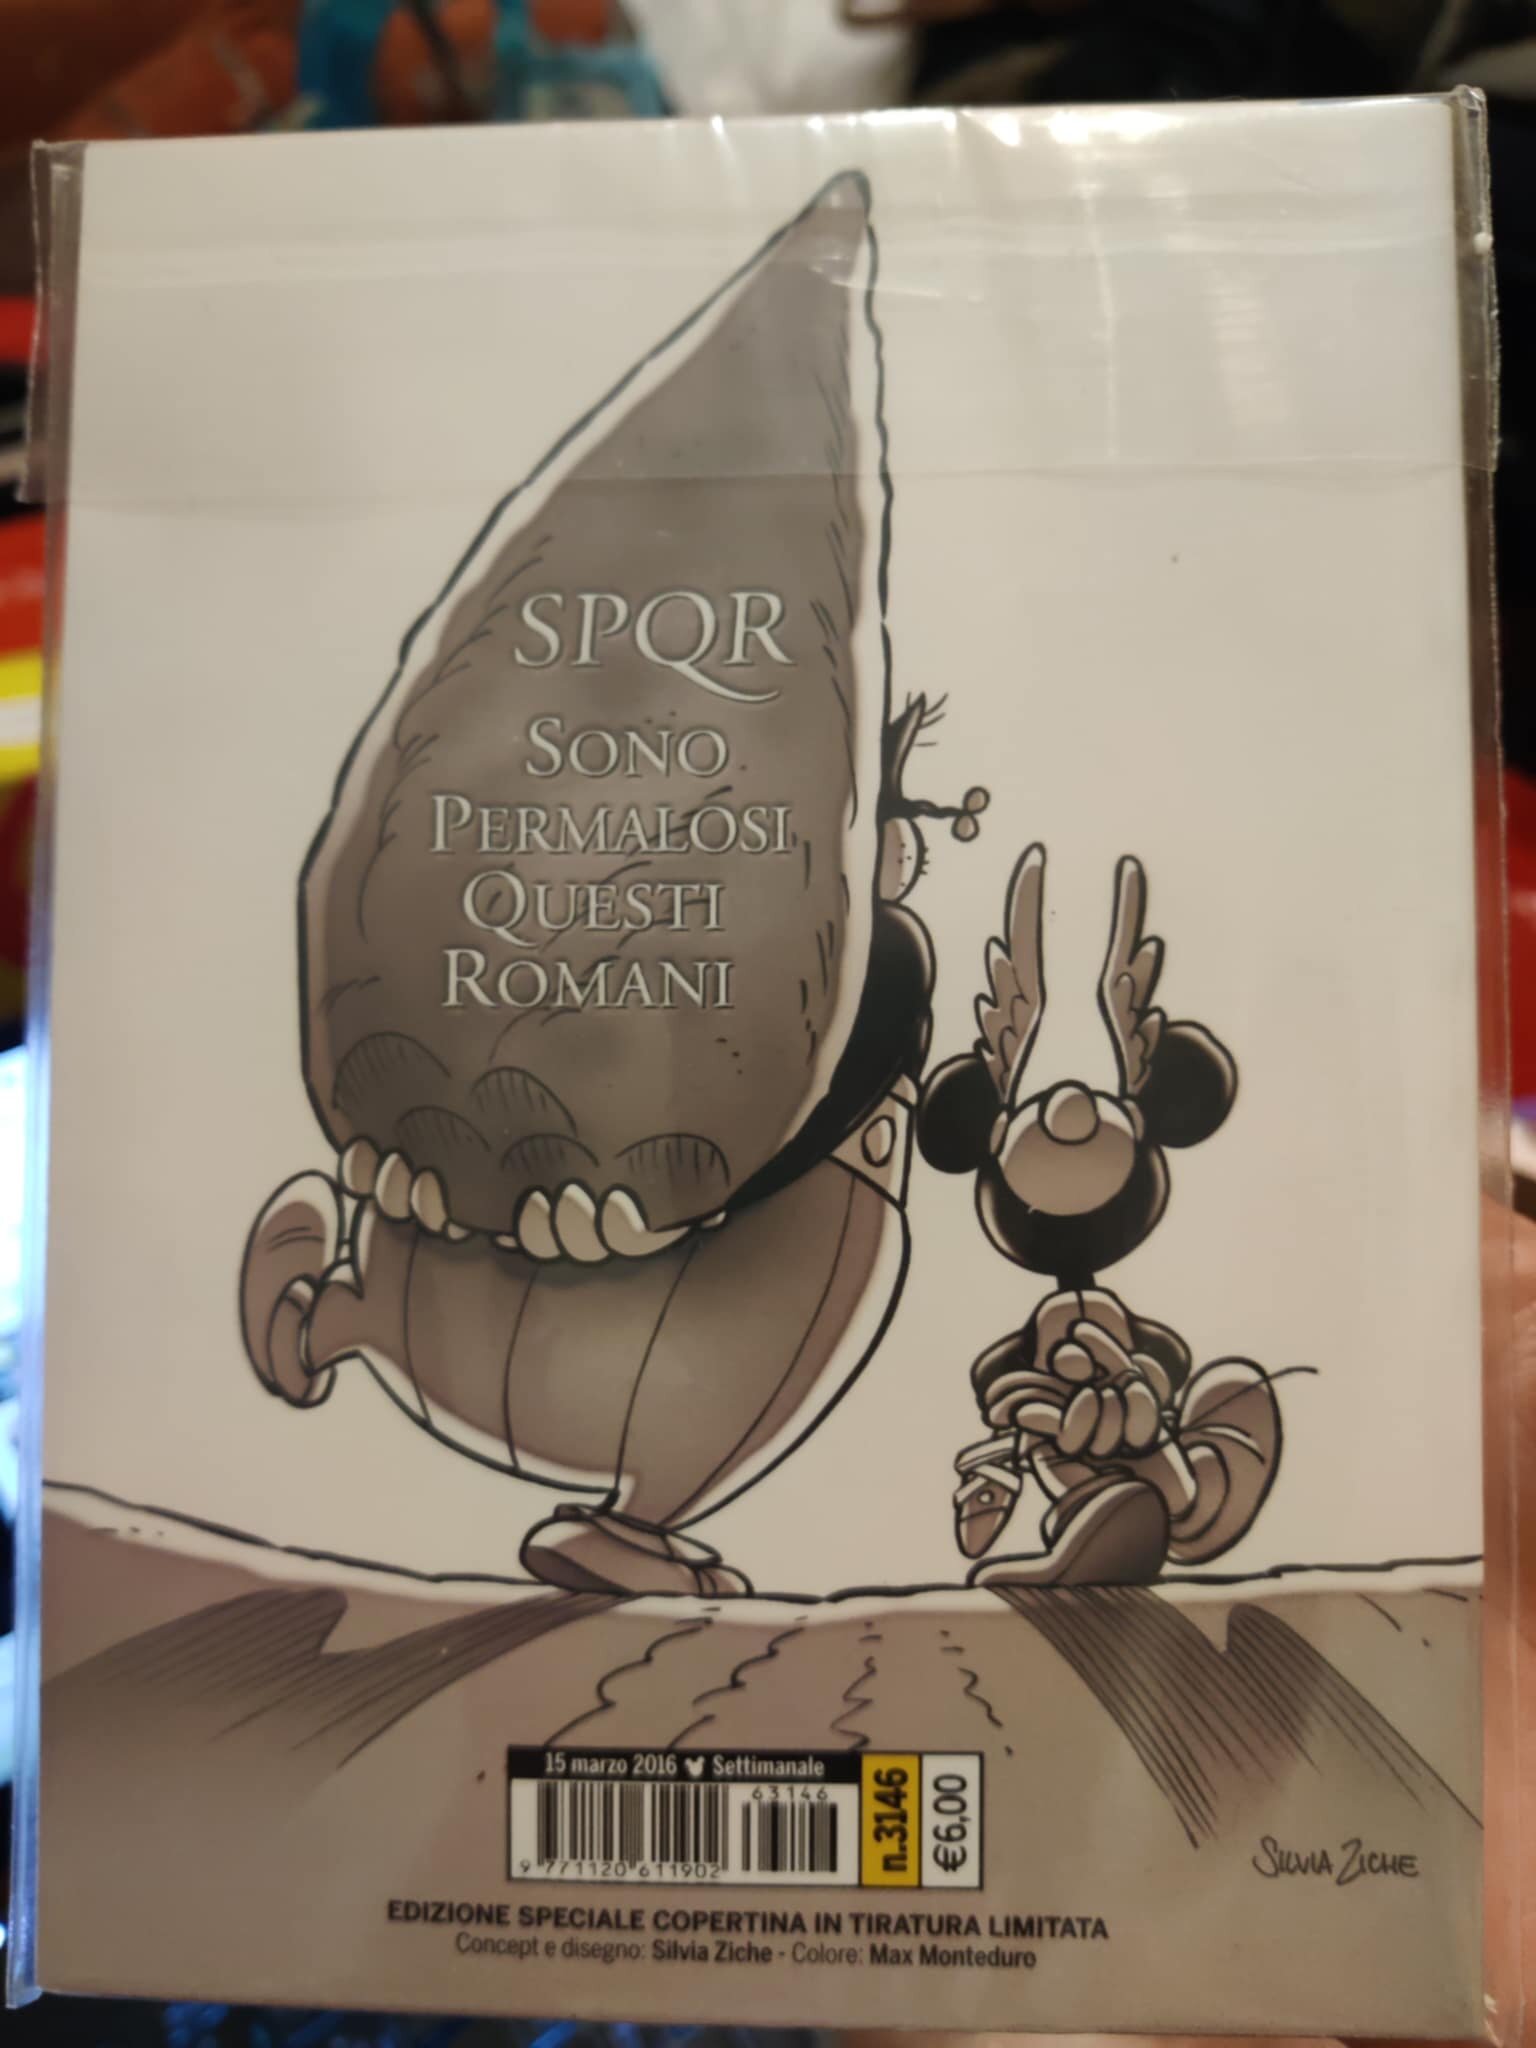 SPQR
SONO
PERMALOSI
QUESTI
ROMANI
15 marzo 2016 Settimanale
63146
9 771120 611902
n.3146
€6,00
SILVIA ZICHE
EDIZIONE SPECIALE COPERTINA IN TIRATURA LIMITATA
Concept e disegno: Silvia Ziche - Colore: Max Monteduro